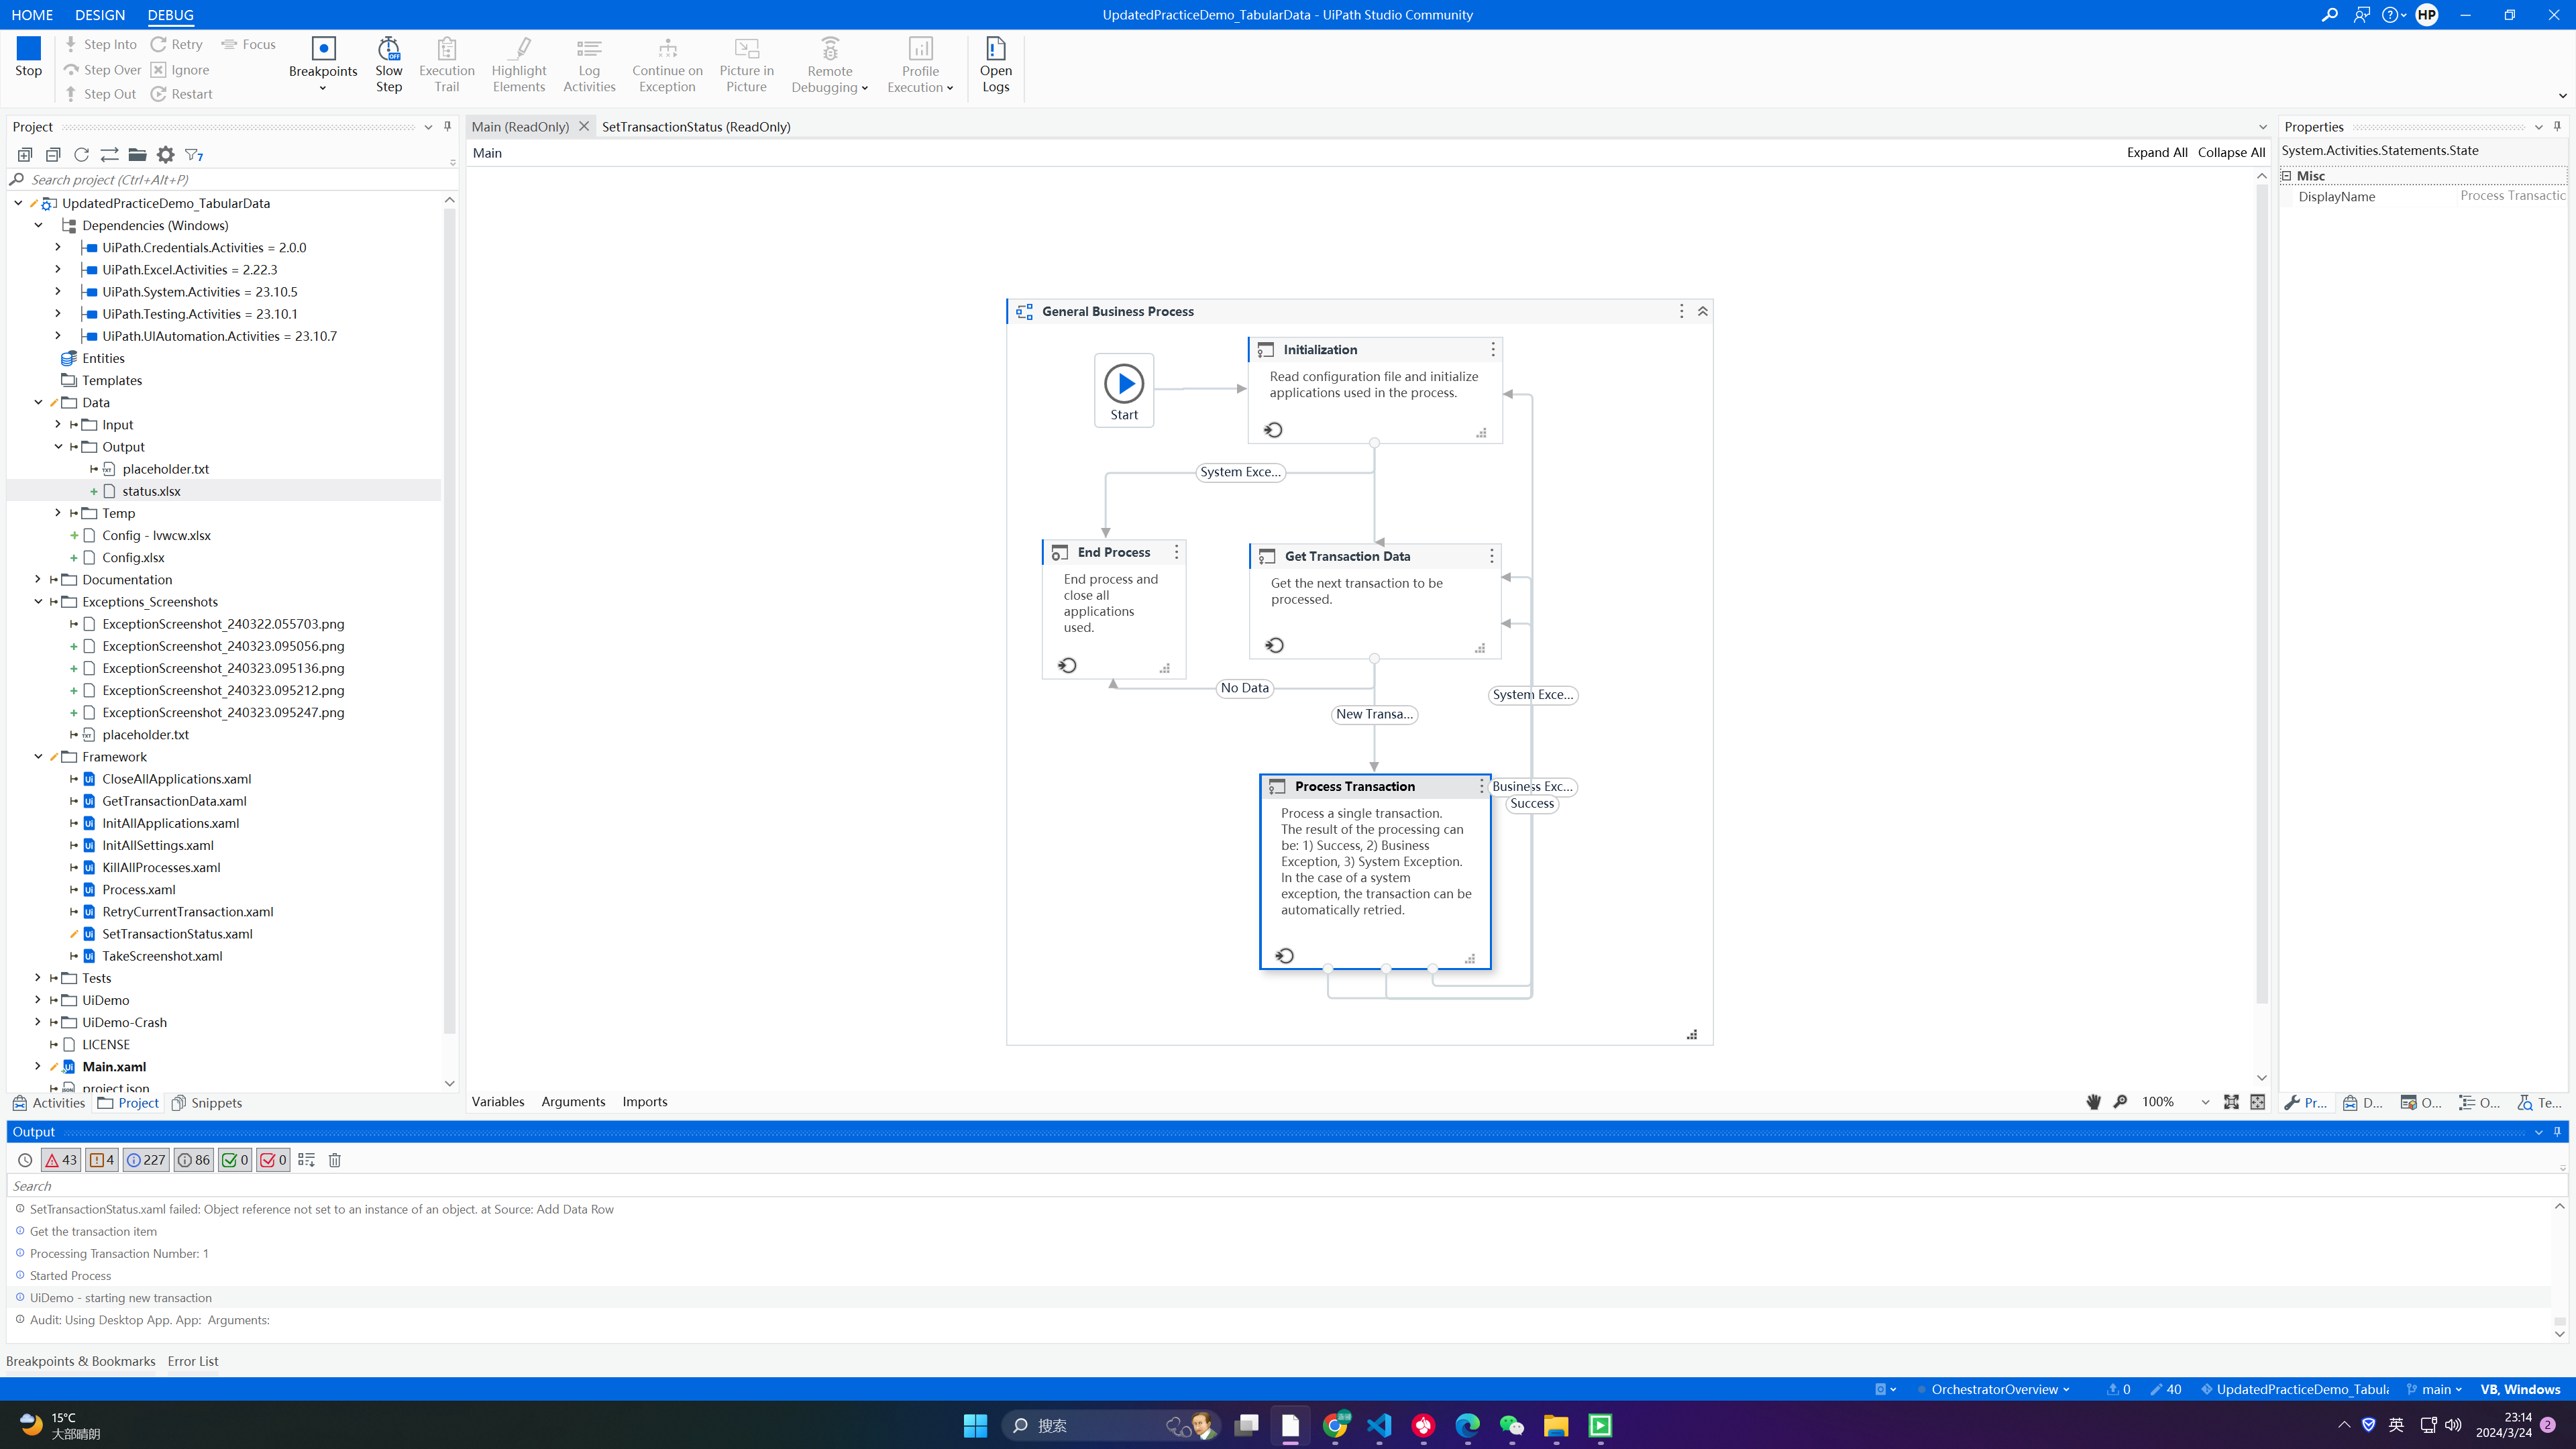 HOME DESIGN DEBUG
UpdatedPracticeDemo_TabularData - UiPath Studio Community
HP
Stop
Step Into
Step Over
Step Out
Retry
Ignore
Restart
Focus
Breakpoints
Slow Step
Execution Trail
Highlight Elements
Log Activities
Continue on Exception
Picture in Picture
Remote Debugging
Profile Execution
Open Logs
Project
7
Search project (Ctrl+Alt+P)
UpdatedPracticeDemo_TabularData
Dependencies (Windows)
UiPath.Credentials.Activities = 2.0.0
UiPath.Excel.Activities = 2.22.3
UiPath.System.Activities = 23.10.5
UiPath.Testing.Activities = 23.10.1
UiPath.UIAutomation.Activities = 23.10.7
Entities
Templates
Data
Input
Output
placeholder.txt
status.xlsx
Temp
Config - lvwcw.xlsx
Config.xlsx
Documentation
Exceptions_Screenshots
ExceptionScreenshot_240322.055703.png
ExceptionScreenshot_240323.095056.png
ExceptionScreenshot_240323.095136.png
ExceptionScreenshot_240323.095212.png
ExceptionScreenshot_240323.095247.png
placeholder.txt
Framework
CloseAllApplications.xaml
GetTransactionData.xaml
InitAllApplications.xaml
InitAllSettings.xaml
KillAllProcesses.xaml
Process.xaml
RetryCurrentTransaction.xaml
SetTransactionStatus.xaml
TakeScreenshot.xaml
Tests
UiDemo
UiDemo-Crash
LICENSE
Main.xaml
project.json
Activities Project Snippets
Main (ReadOnly) SetTransactionStatus (ReadOnly)
Main
Expand All Collapse All
General Business Process
Start
Initialization
Read configuration file and initialize
applications used in the process.
System Exce...
End Process
End process and
close all
applications
used.
Get Transaction Data
Get the next transaction to be
processed.
No Data
New Transa...
System Exce...
Business Exc...
Success
Process Transaction
Process a single transaction.
The result of the processing can
be: 1) Success, 2) Business
Exception, 3) System Exception.
In the case of a system
exception, the transaction can be
automatically retried.
Variables Arguments Imports
100%
Properties
System.Activities.Statements.State
Misc
DisplayName Process Transactic
Pr... D... O... O... Te...
Output
43 4 227 86 0 0
Search
SetTransactionStatus.xaml failed: Object reference not set to an instance of an object. at Source: Add Data Row
Get the transaction item
Processing Transaction Number: 1
Started Process
UiDemo - starting new transaction
Audit: Using Desktop App. App:  Arguments:
Breakpoints & Bookmarks Error List
OrchestratorOverview 0 40 UpdatedPracticeDemo_Tabula main VB, Windows
15°C
大部晴朗
搜索
英
23:14
2024/3/24
2